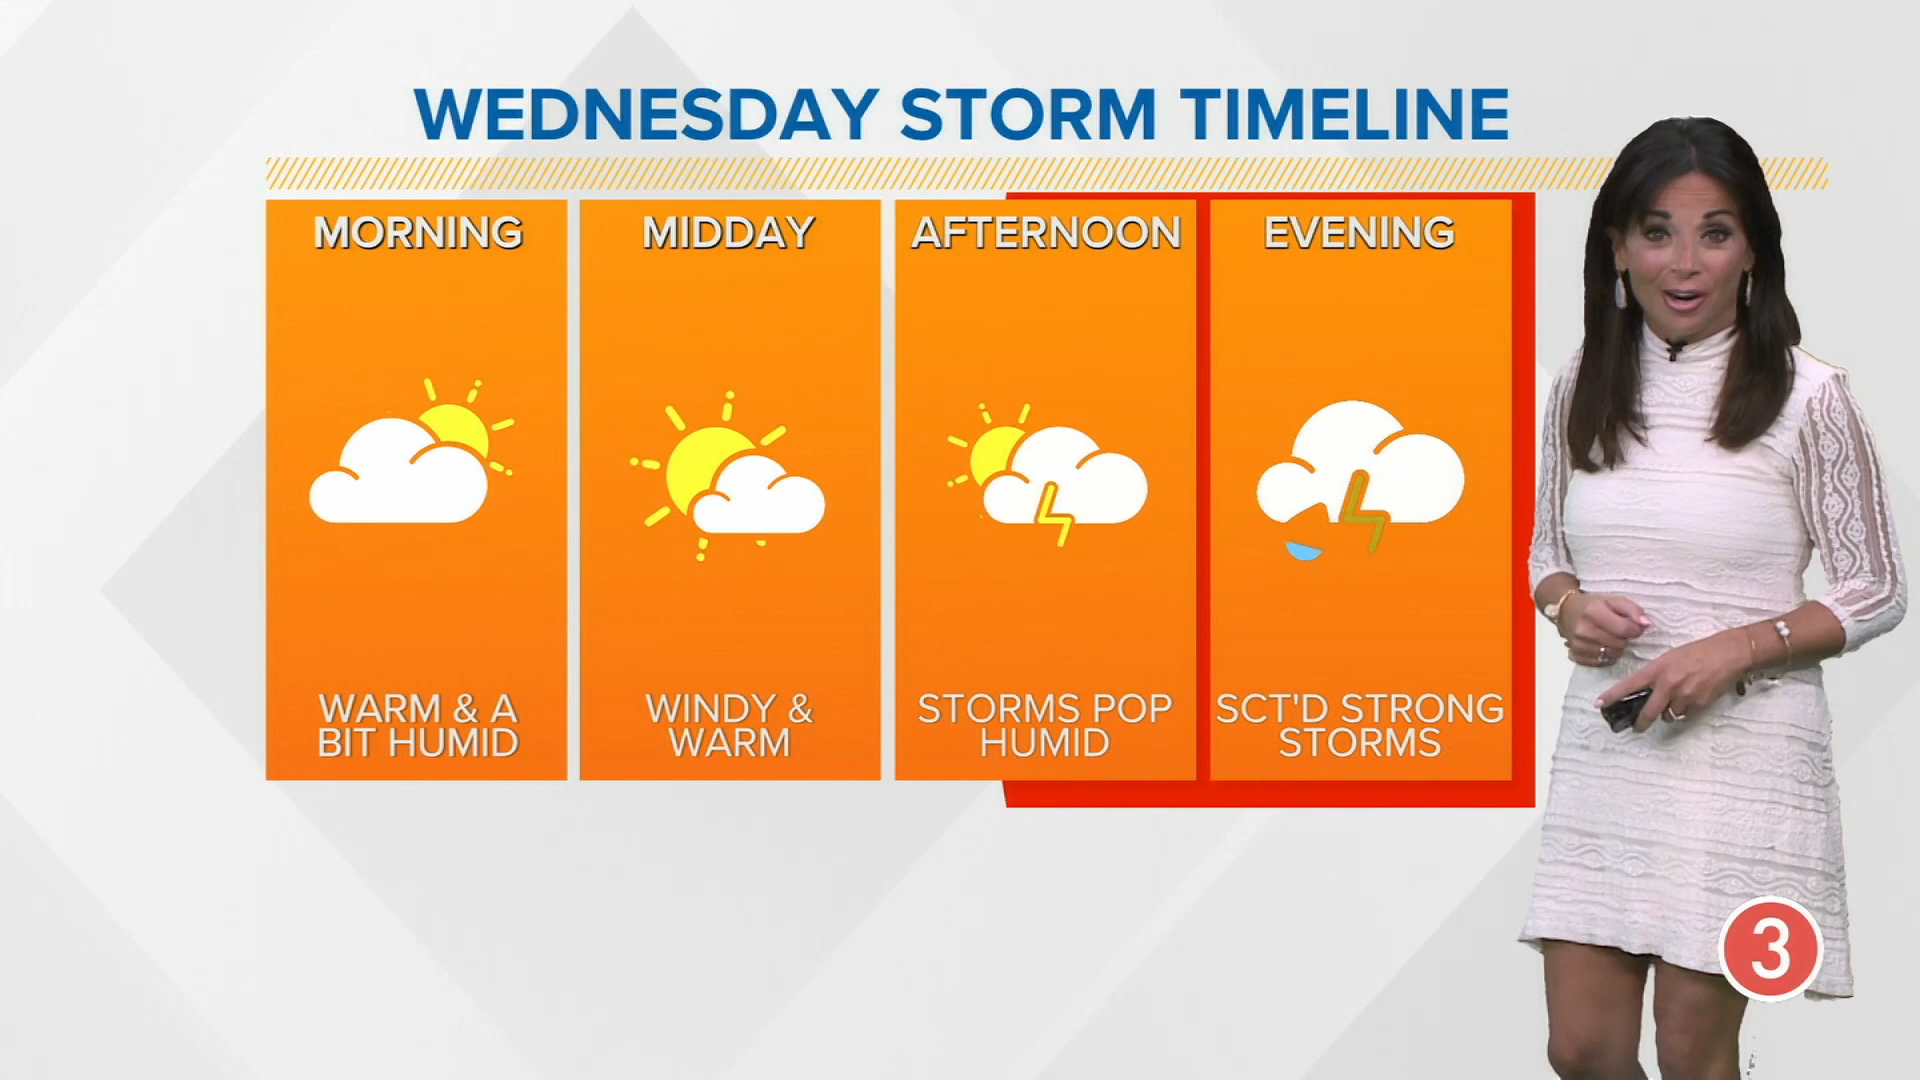 WEDNESDAY STORM TIMELINE
MORNING
WARM & A
BIT HUMID
MIDDAY
WINDY &
WARM
AFTERNOON
STORMS POP
HUMID
EVENING
SCT'D STRONG
STORMS
3